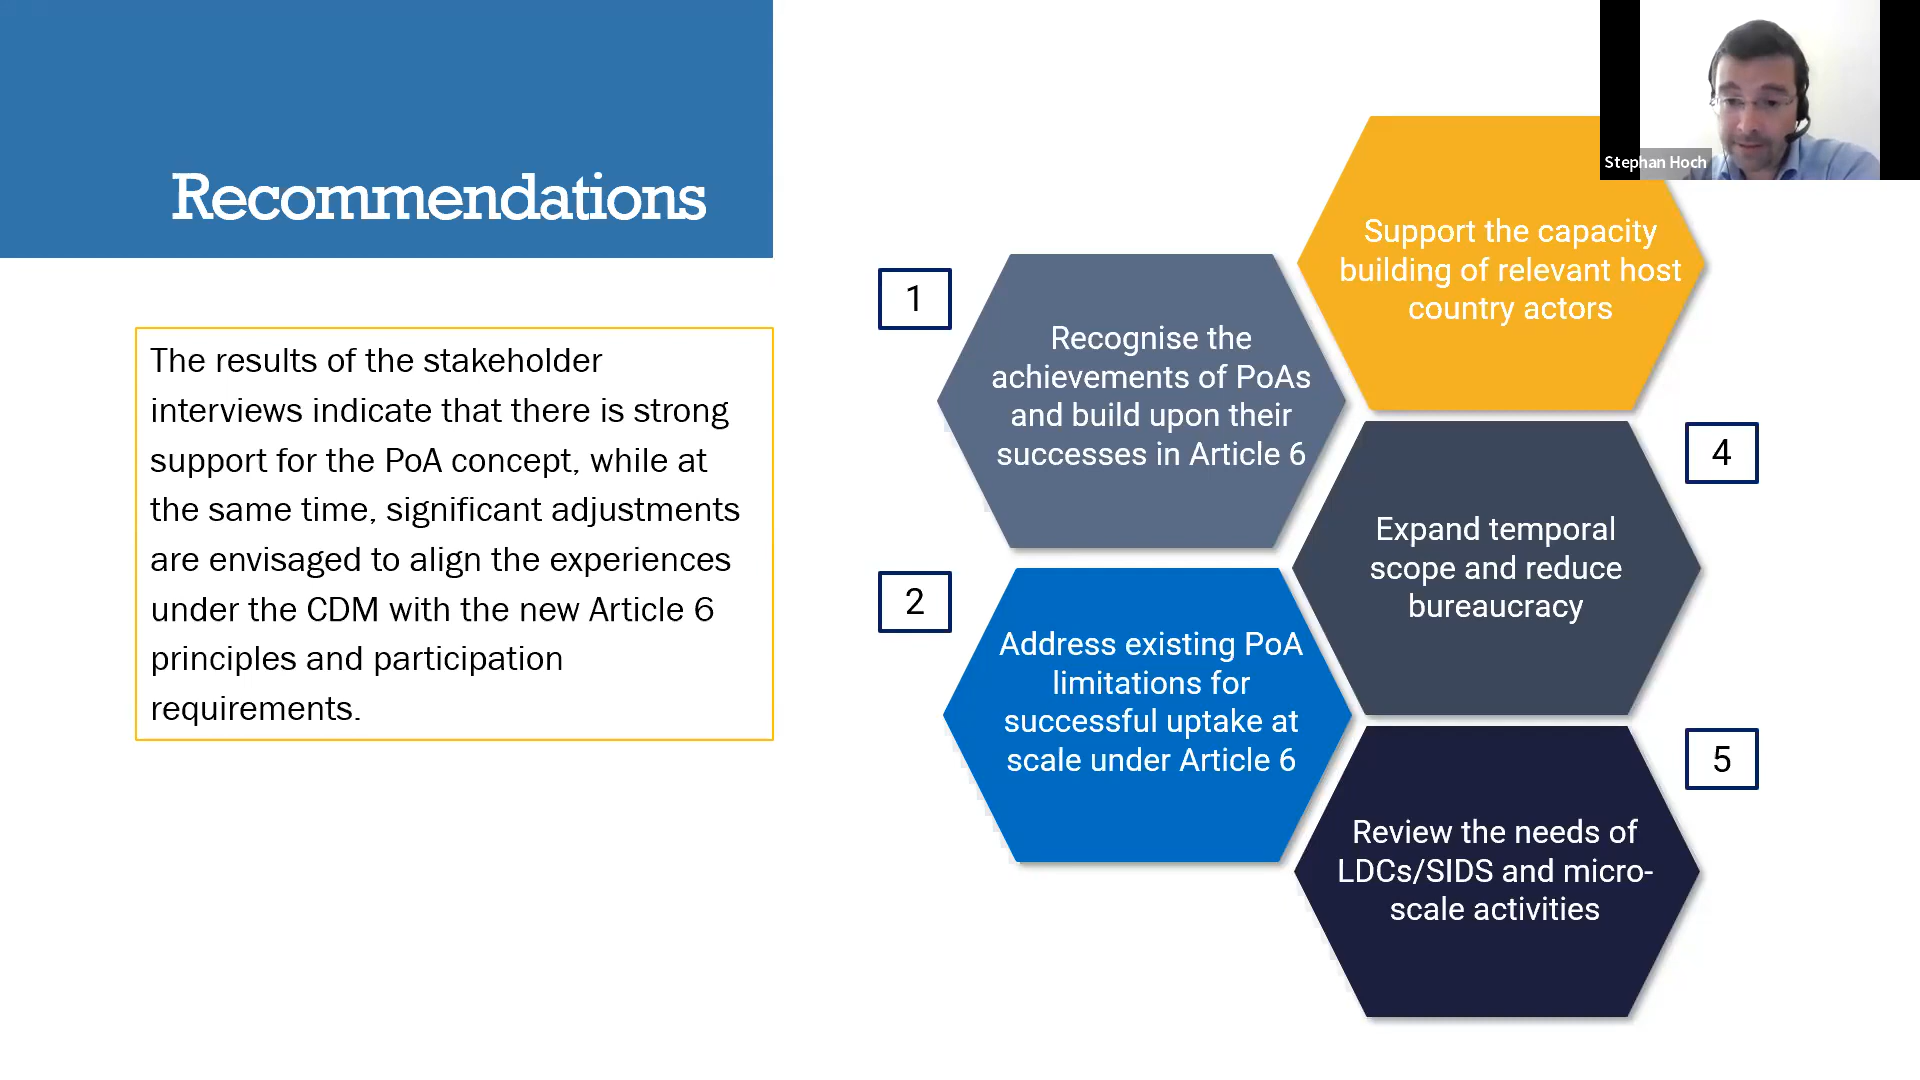 Recommendations
The results of the stakeholder
interviews indicate that there is strong
support for the PoA concept, while at
the same time, significant adjustments
are envisaged to align the experiences
under the CDM with the new Article 6
principles and participation
requirements.
1
Recognise the
achievements of PoAs
and build upon their
successes in Article 6
2
Address existing PoA
limitations for
successful uptake at
scale under Article 6
Stephan Hoch
Support the capacity
building of relevant host
country actors
4
Expand temporal
scope and reduce
bureaucracy
5
Review the needs of
LDCs/SIDS and micro-
scale activities